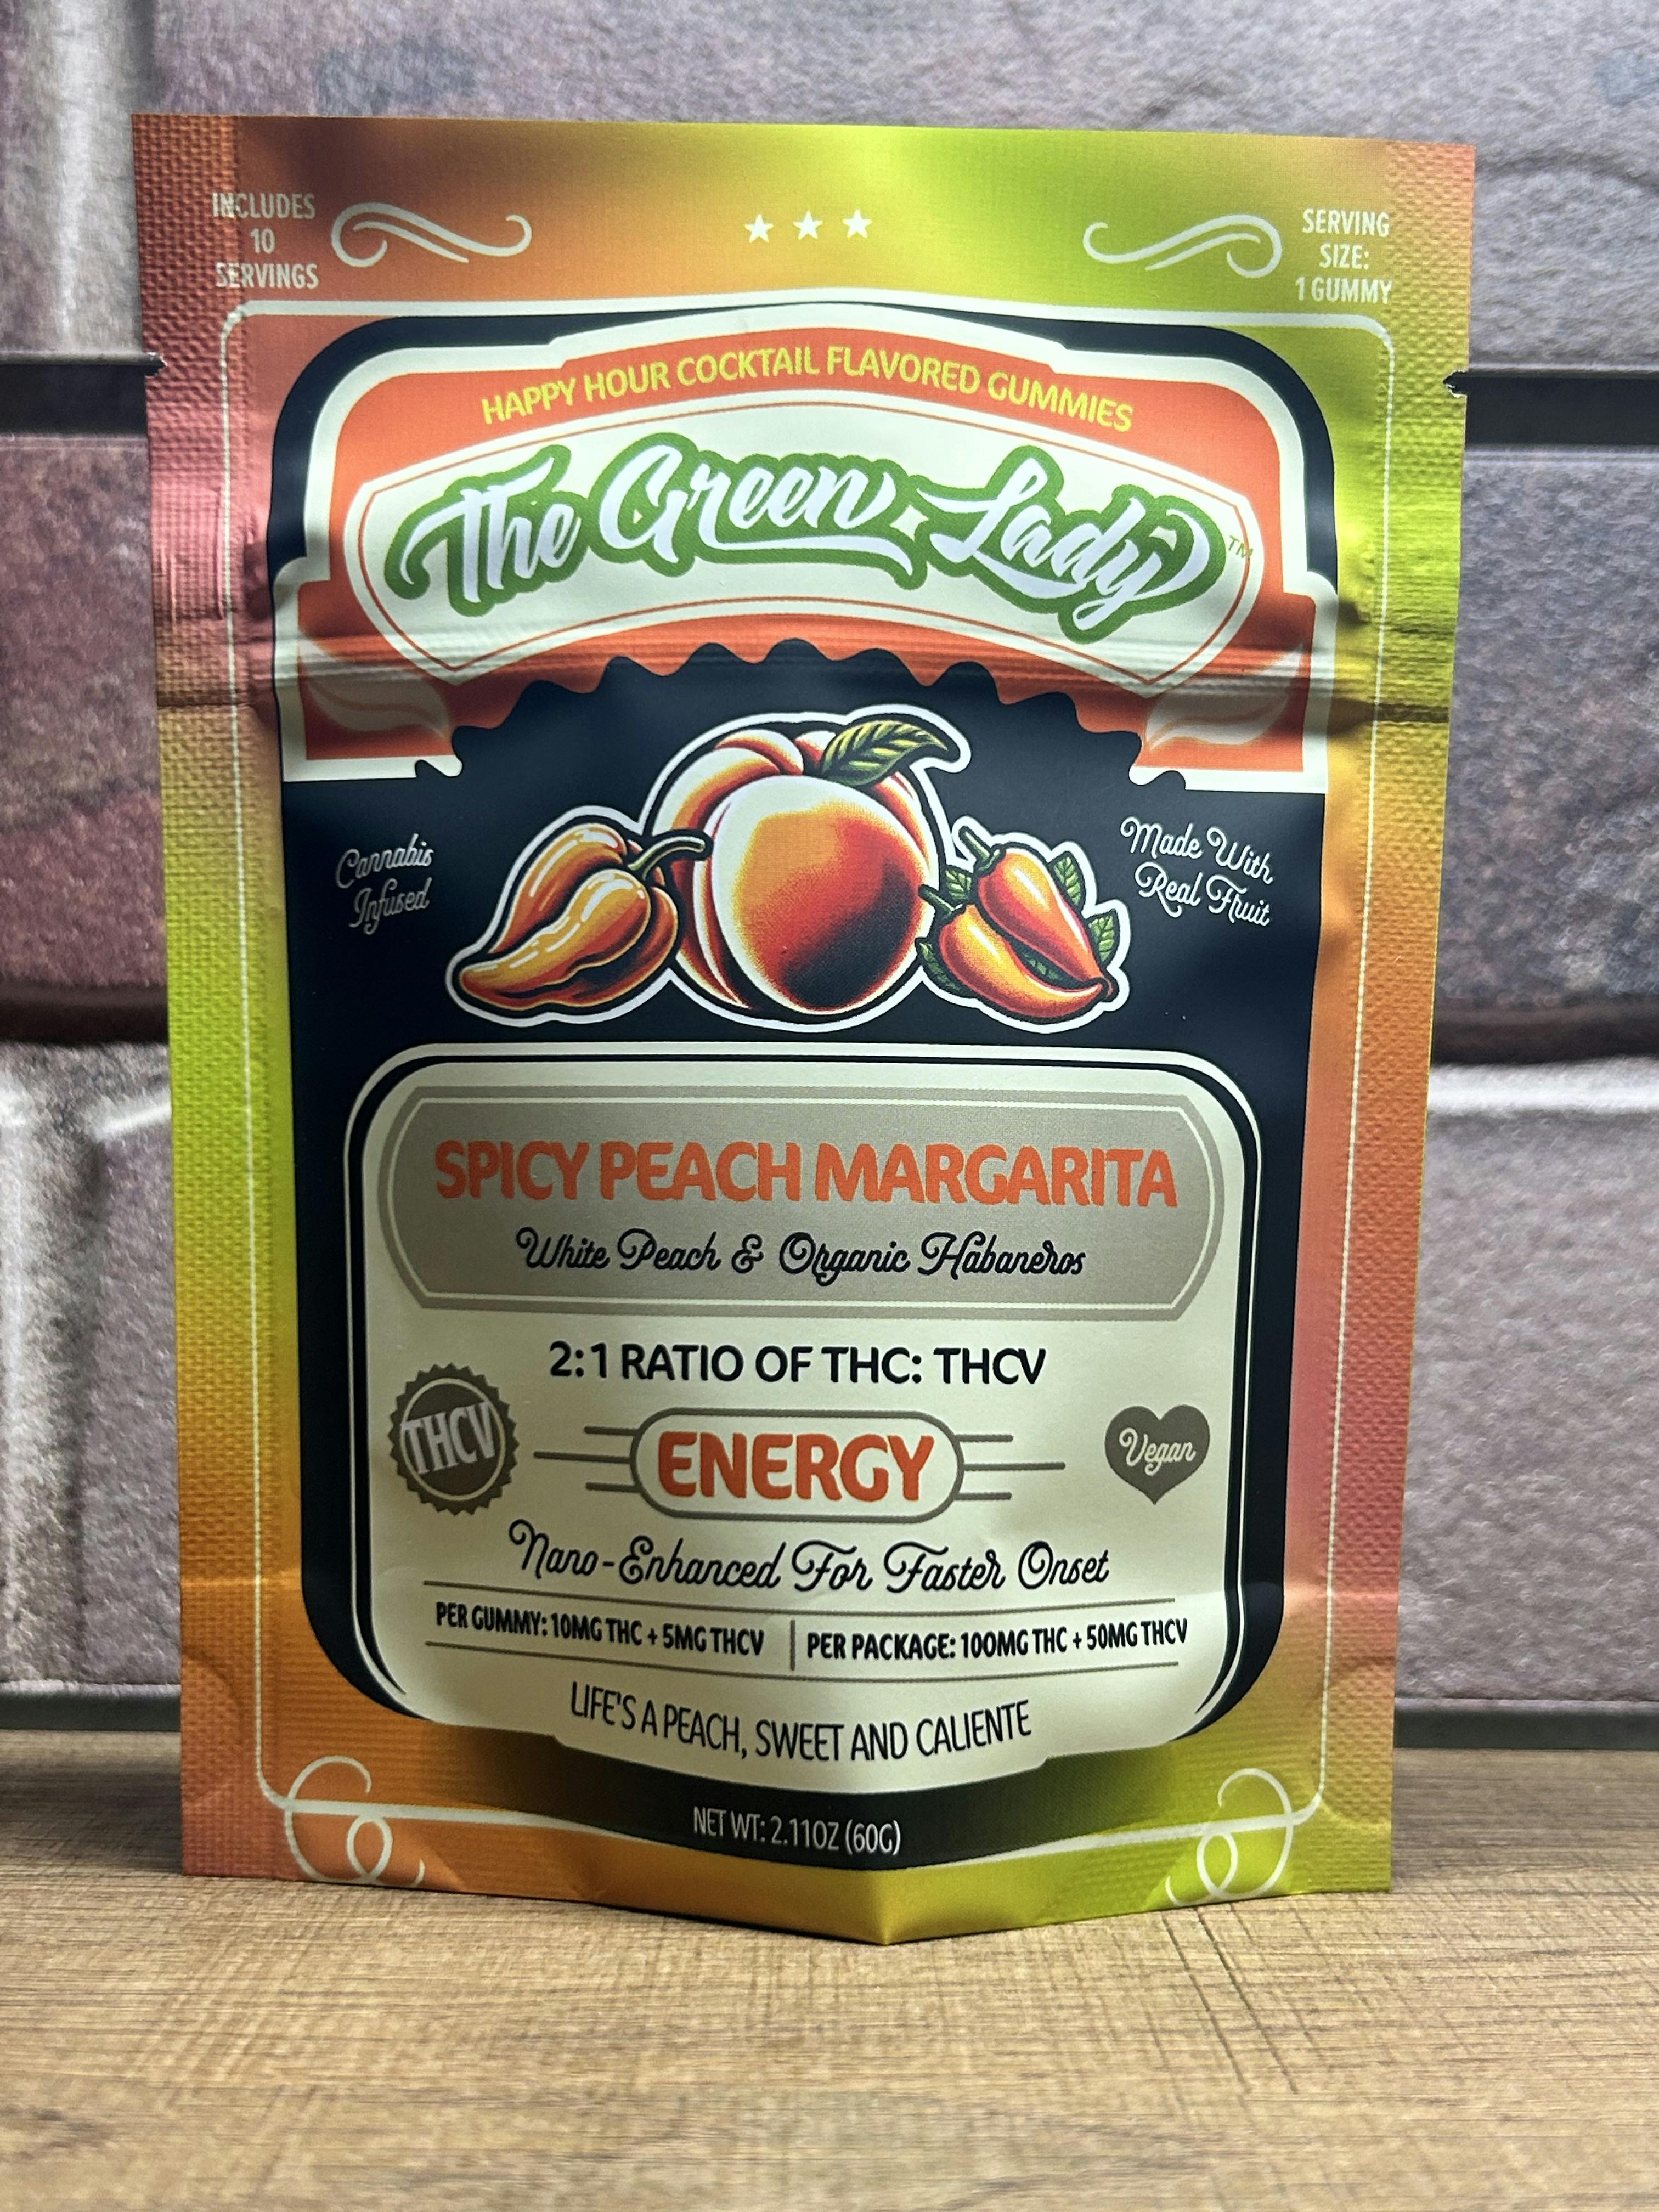 INCLUDES
10
SERVINGS
SERVING
SIZE:
1 GUMMY
HAPPY HOUR COCKTAIL FLAVORED GUMMIES
The Green Lady™
Cannabis
Infused
Made With
Real Fruit
SPICY PEACH MARGARITA
White Peach & Organic Habaneros
2:1 RATIO OF THC: THCV
THCV
ENERGY
Vegan
Nano-Enhanced For Faster Onset
PER GUMMY: 10MG THC + 5MG THCV
PER PACKAGE: 100MG THC + 50MG THCV
LIFE'S A PEACH, SWEET AND CALIENTE
NET WT: 2.11OZ (60G)